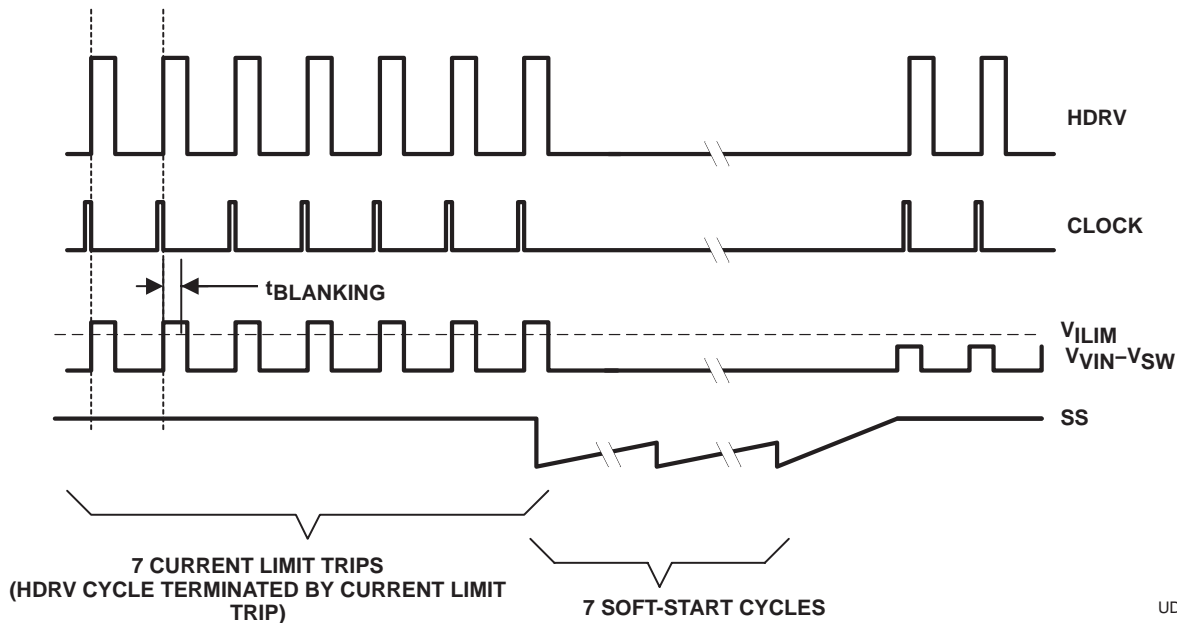 HDRV
CLOCK
tBLANKING
VILIM
VVIN–VSW
SS
7 CURRENT LIMIT TRIPS
(HDRV CYCLE TERMINATED BY CURRENT LIMIT
TRIP)
7 SOFT-START CYCLES
UD